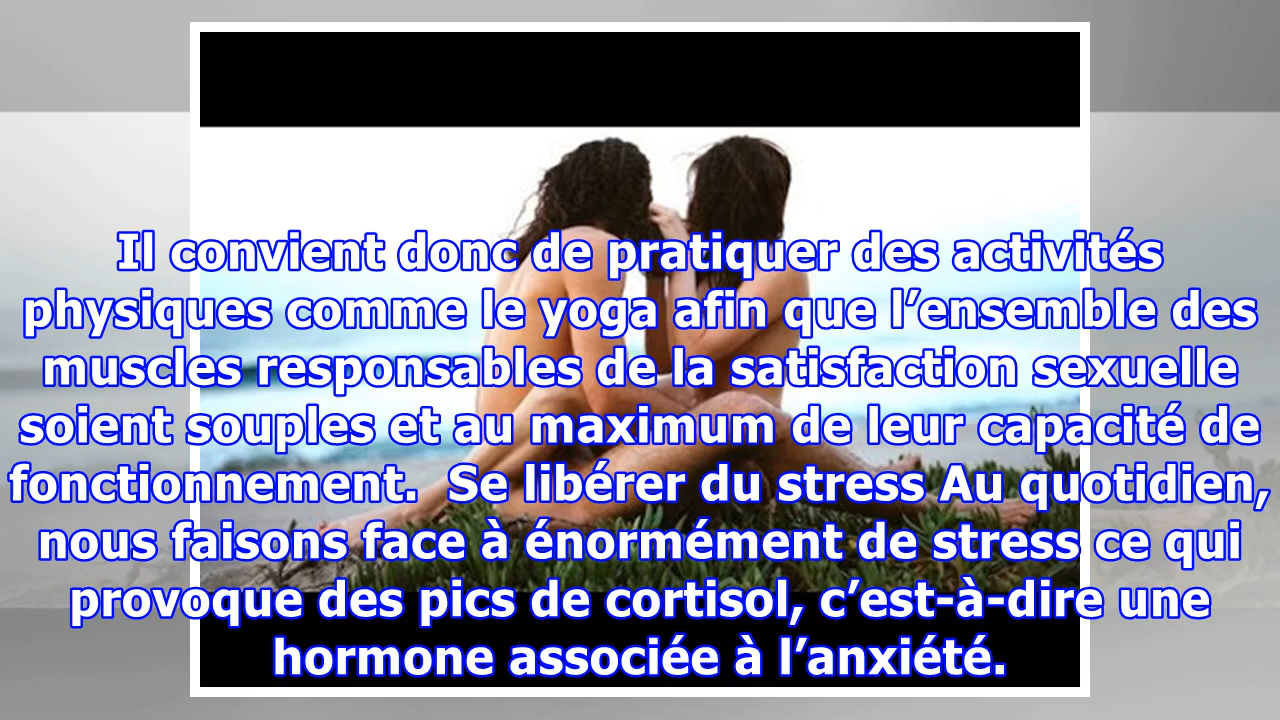 Il convient donc de pratiquer des activités
physiques comme le yoga afin que l’ensemble des
muscles responsables de la satisfaction sexuelle
soient souples et au maximum de leur capacité de
fonctionnement.  Se libérer du stress Au quotidien,
nous faisons face à énormément de stress ce qui
provoque des pics de cortisol, c’est-à-dire une
hormone associée à l’anxiété.